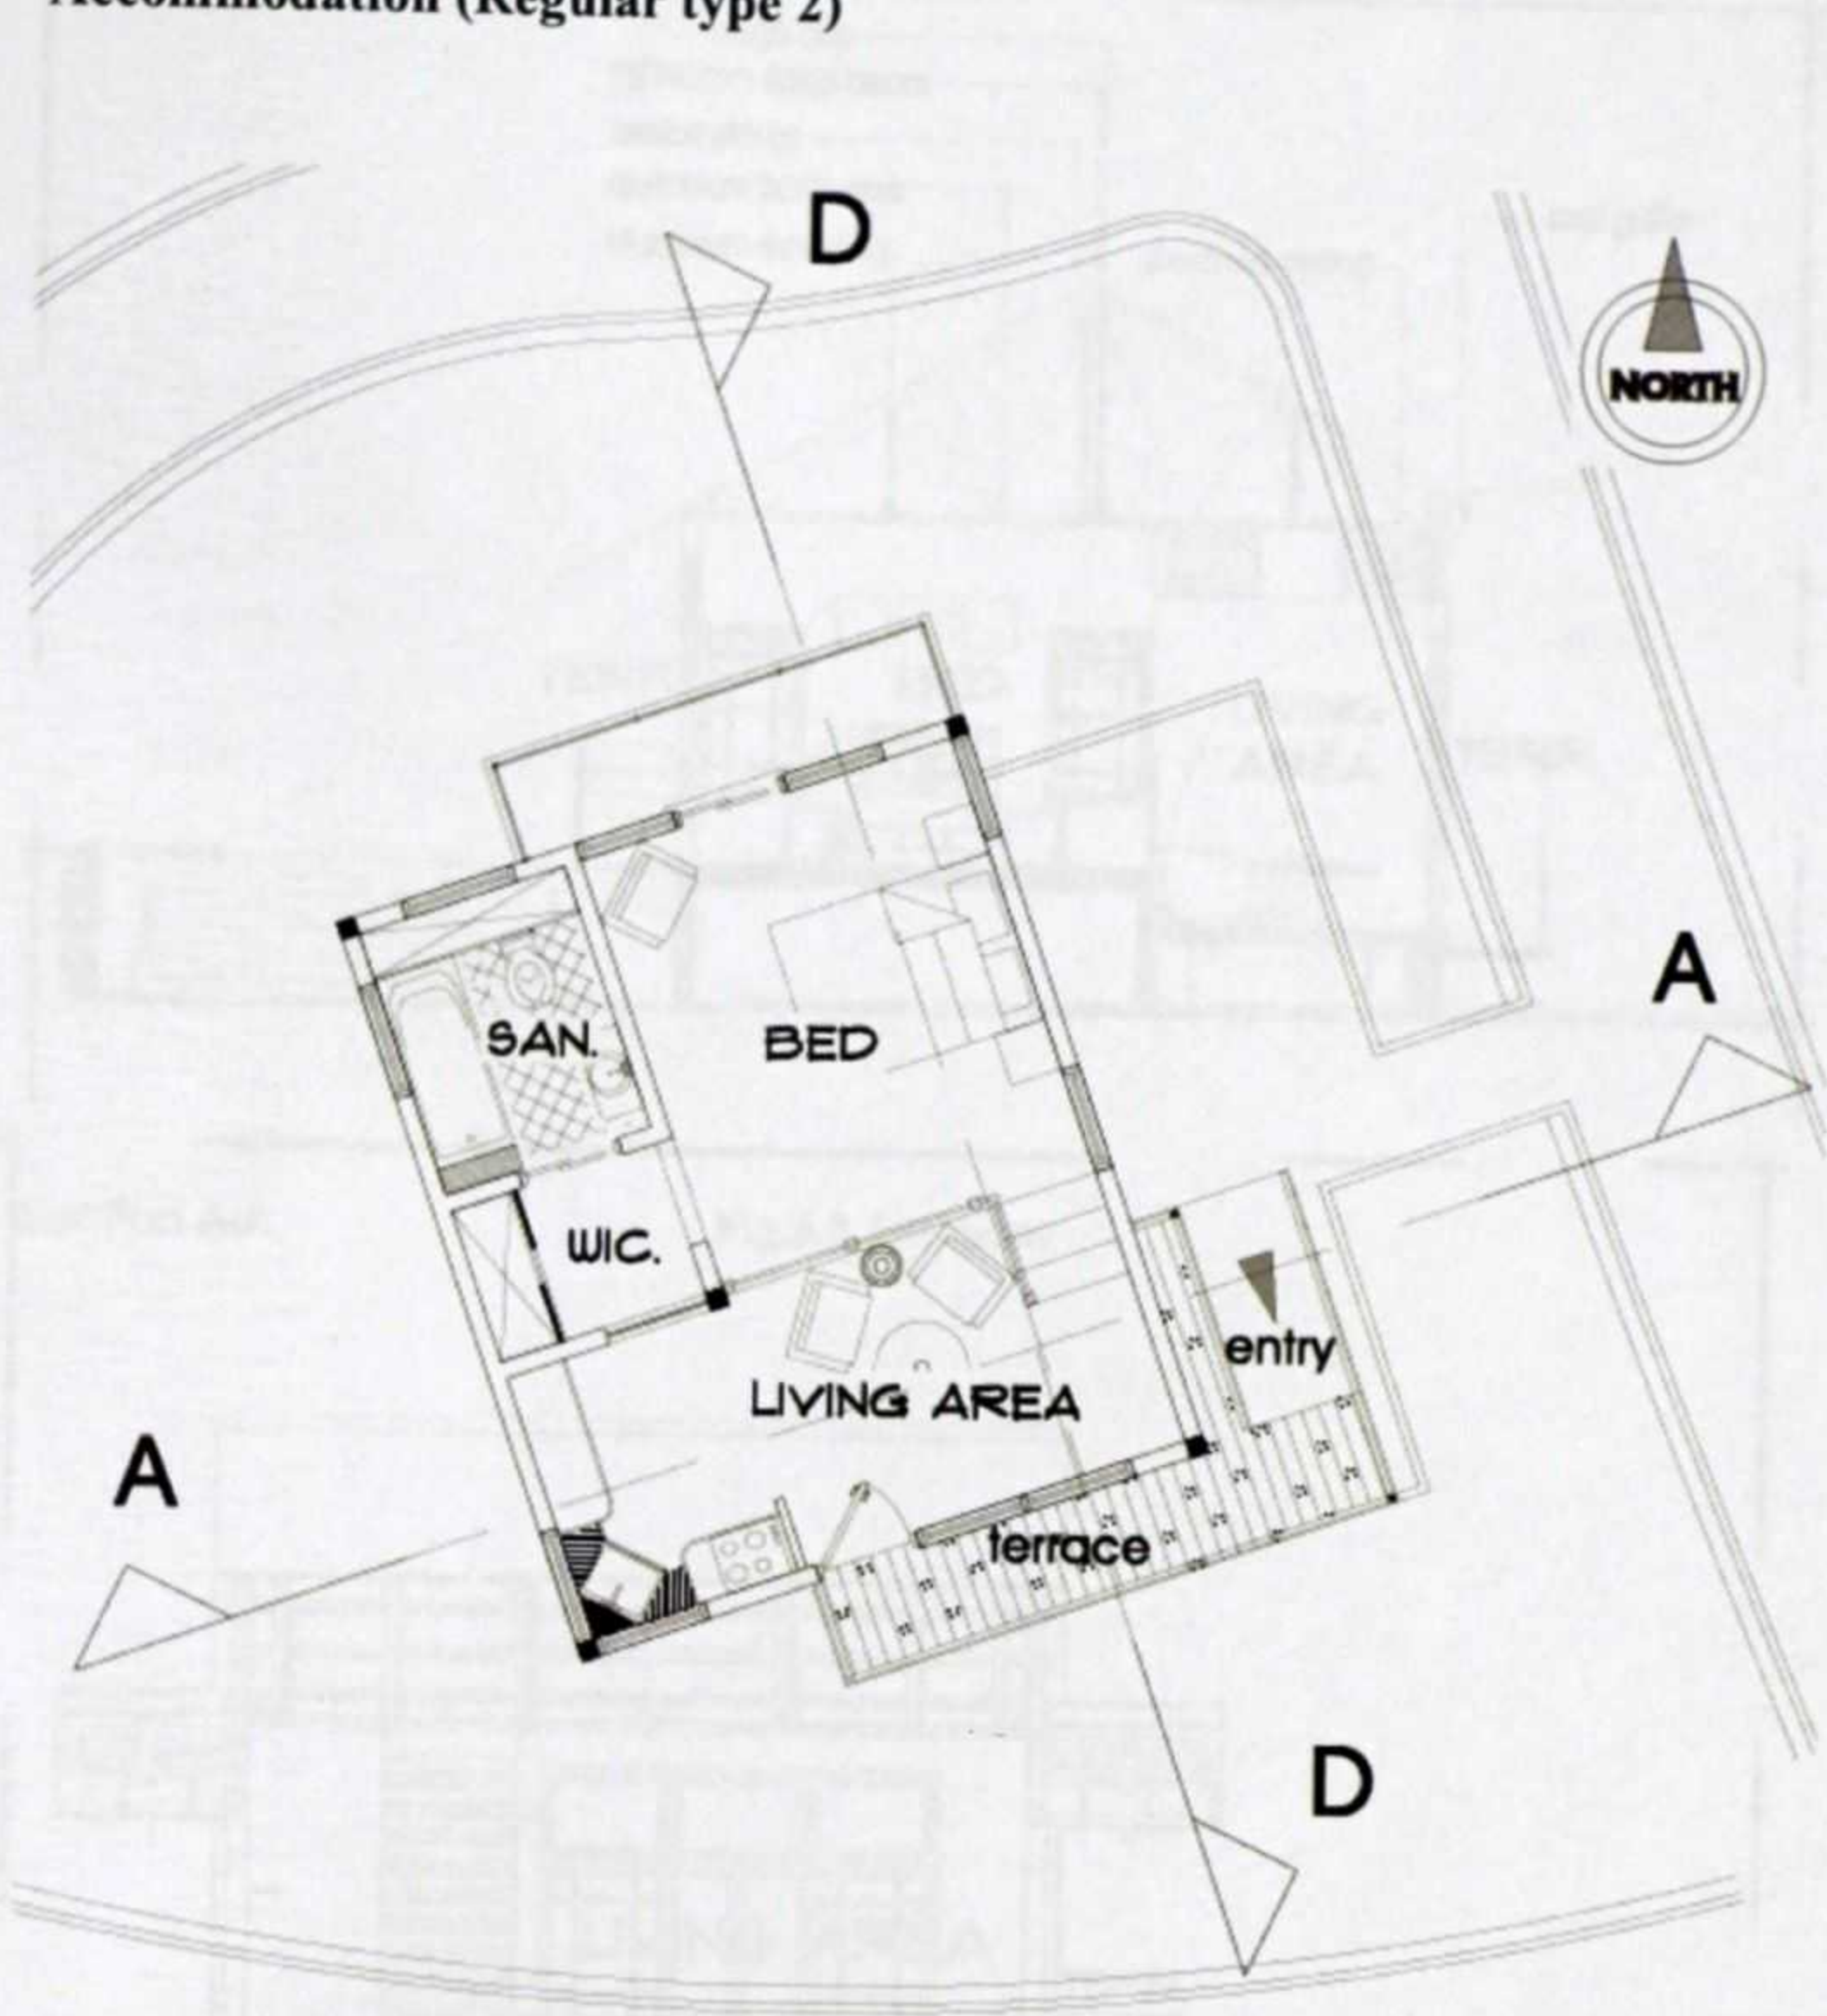 Accommodation (Regular type 2)
D
NORTH
A
SAN.
BED
WIC.
entry
LIVING AREA
A
terrace
D